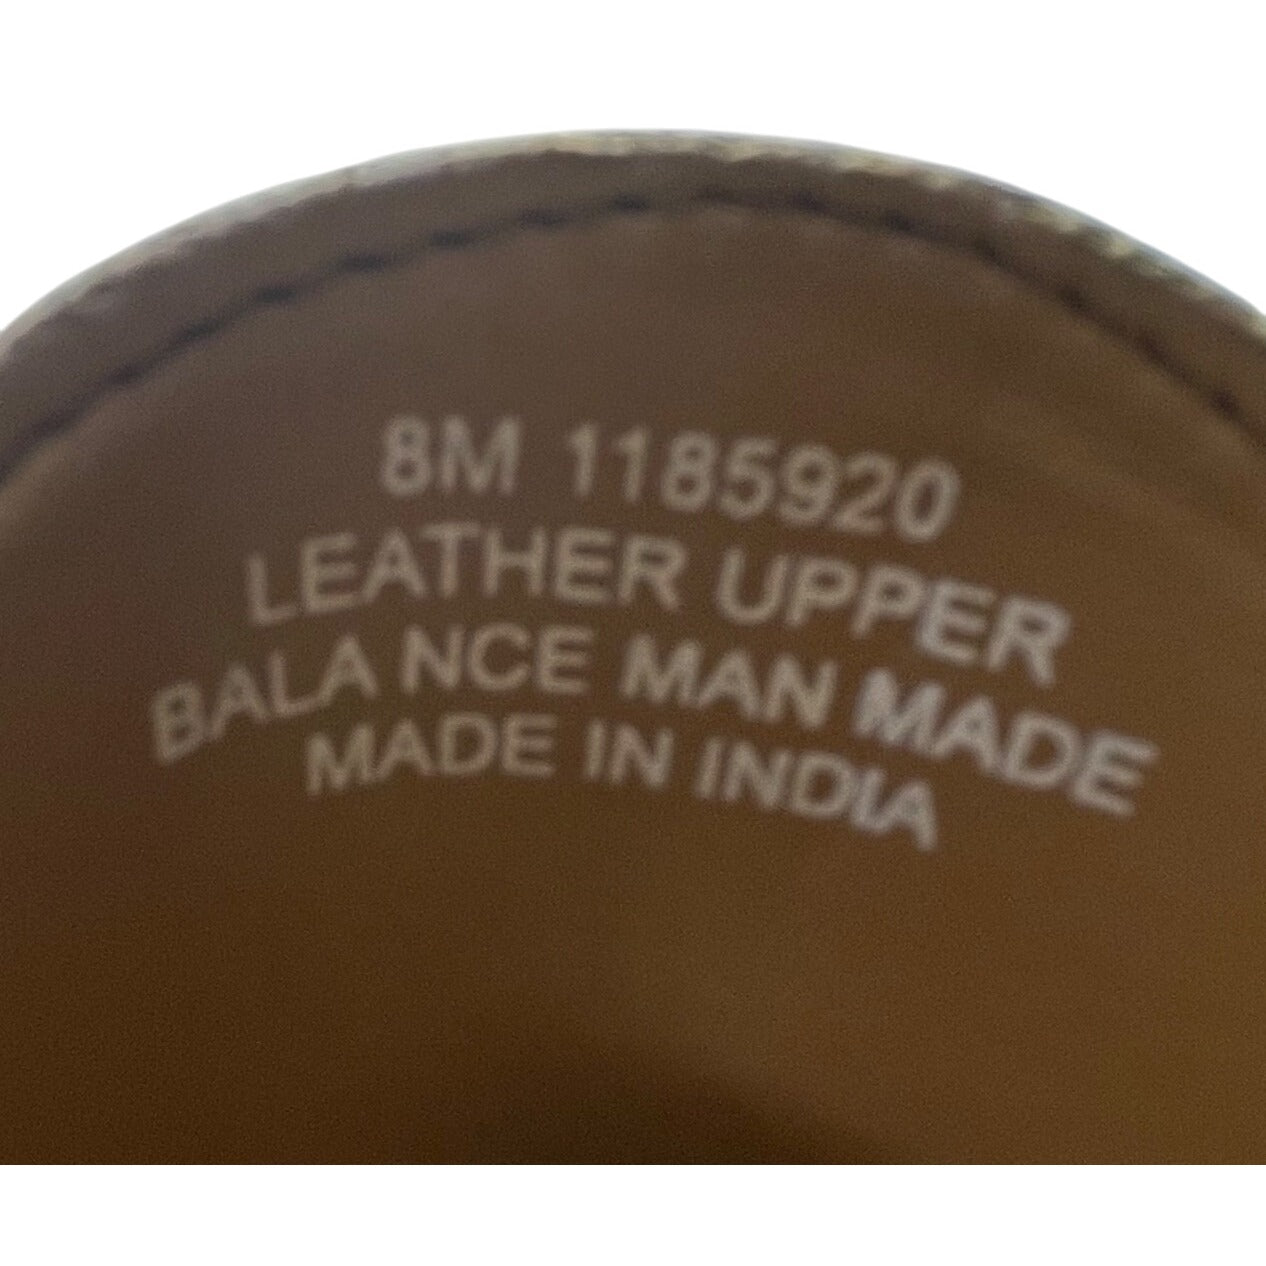 8M 1185920
LEATHER UPPER
BALA NCE MAN MADE
MADE IN INDIA